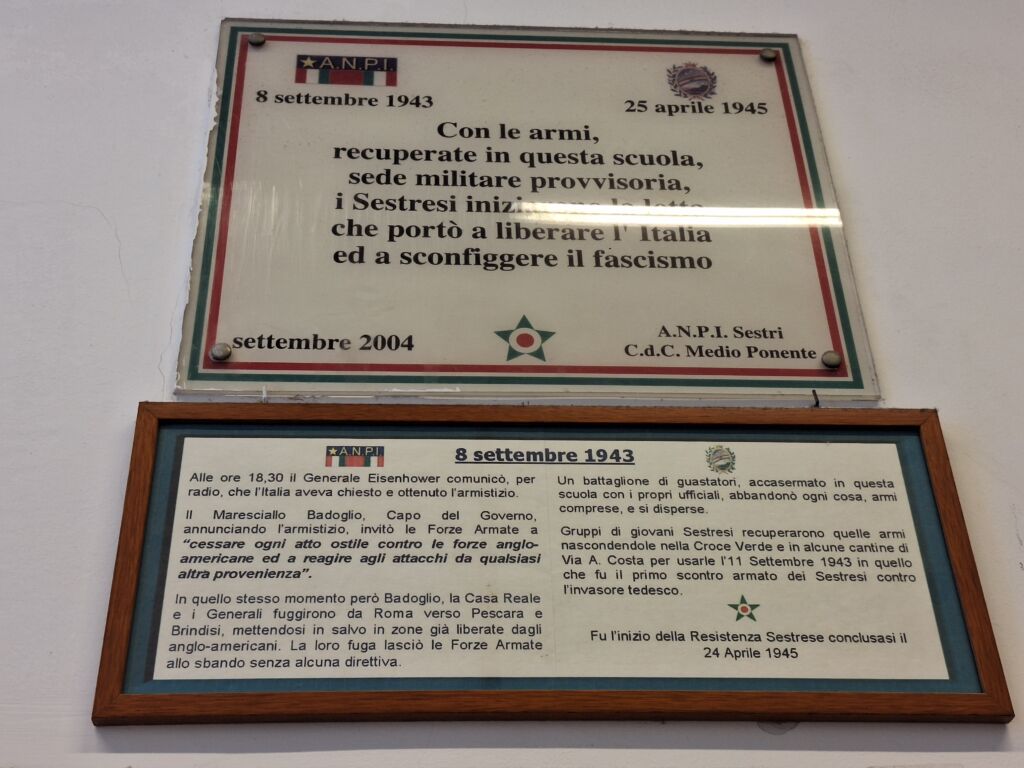 A.N.P.I.
8 settembre 1943
25 aprile 1945
Con le armi,
recuperate in questa scuola,
sede militare provvisoria,
i Sestresi
che portò a liberare l' Italia
ed a sconfiggere il fascismo
settembre 2004
A.N.P.I. Sestri
C.d.C. Medio Ponente
A.N.P.I.
8 settembre 1943
Alle ore 18,30 il Generale Eisenhower comunicò, per
radio, che l'Italia aveva chiesto e ottenuto l'armistizio.
Il Maresciallo Badoglio, Capo del Governo,
annunciando l'armistizio, invitò le Forze Armate a
“cessare ogni atto ostile contro le forze anglo-
americane ed a reagire agli attacchi da qualsiasi
altra provenienza”.
In quello stesso momento però Badoglio, la Casa Reale
e i Generali fuggirono da Roma verso Pescara e
Brindisi, mettendosi in salvo in zone già liberate dagli
anglo-americani. La loro fuga lasciò le Forze Armate
allo sbando senza alcuna direttiva.
Un battaglione di guastatori, accasermato in questa
scuola con i propri ufficiali, abbandonò ogni cosa, armi
comprese, e si disperse.
Gruppi di giovani Sestresi recuperarono quelle armi
nascondendole nella Croce Verde e in alcune cantine di
Via A. Costa per usarle l'11 Settembre 1943 in quello
che fu il primo scontro armato dei Sestresi contro
l'invasore tedesco.
Fu l'inizio della Resistenza Sestrese conclusasi il
24 Aprile 1945